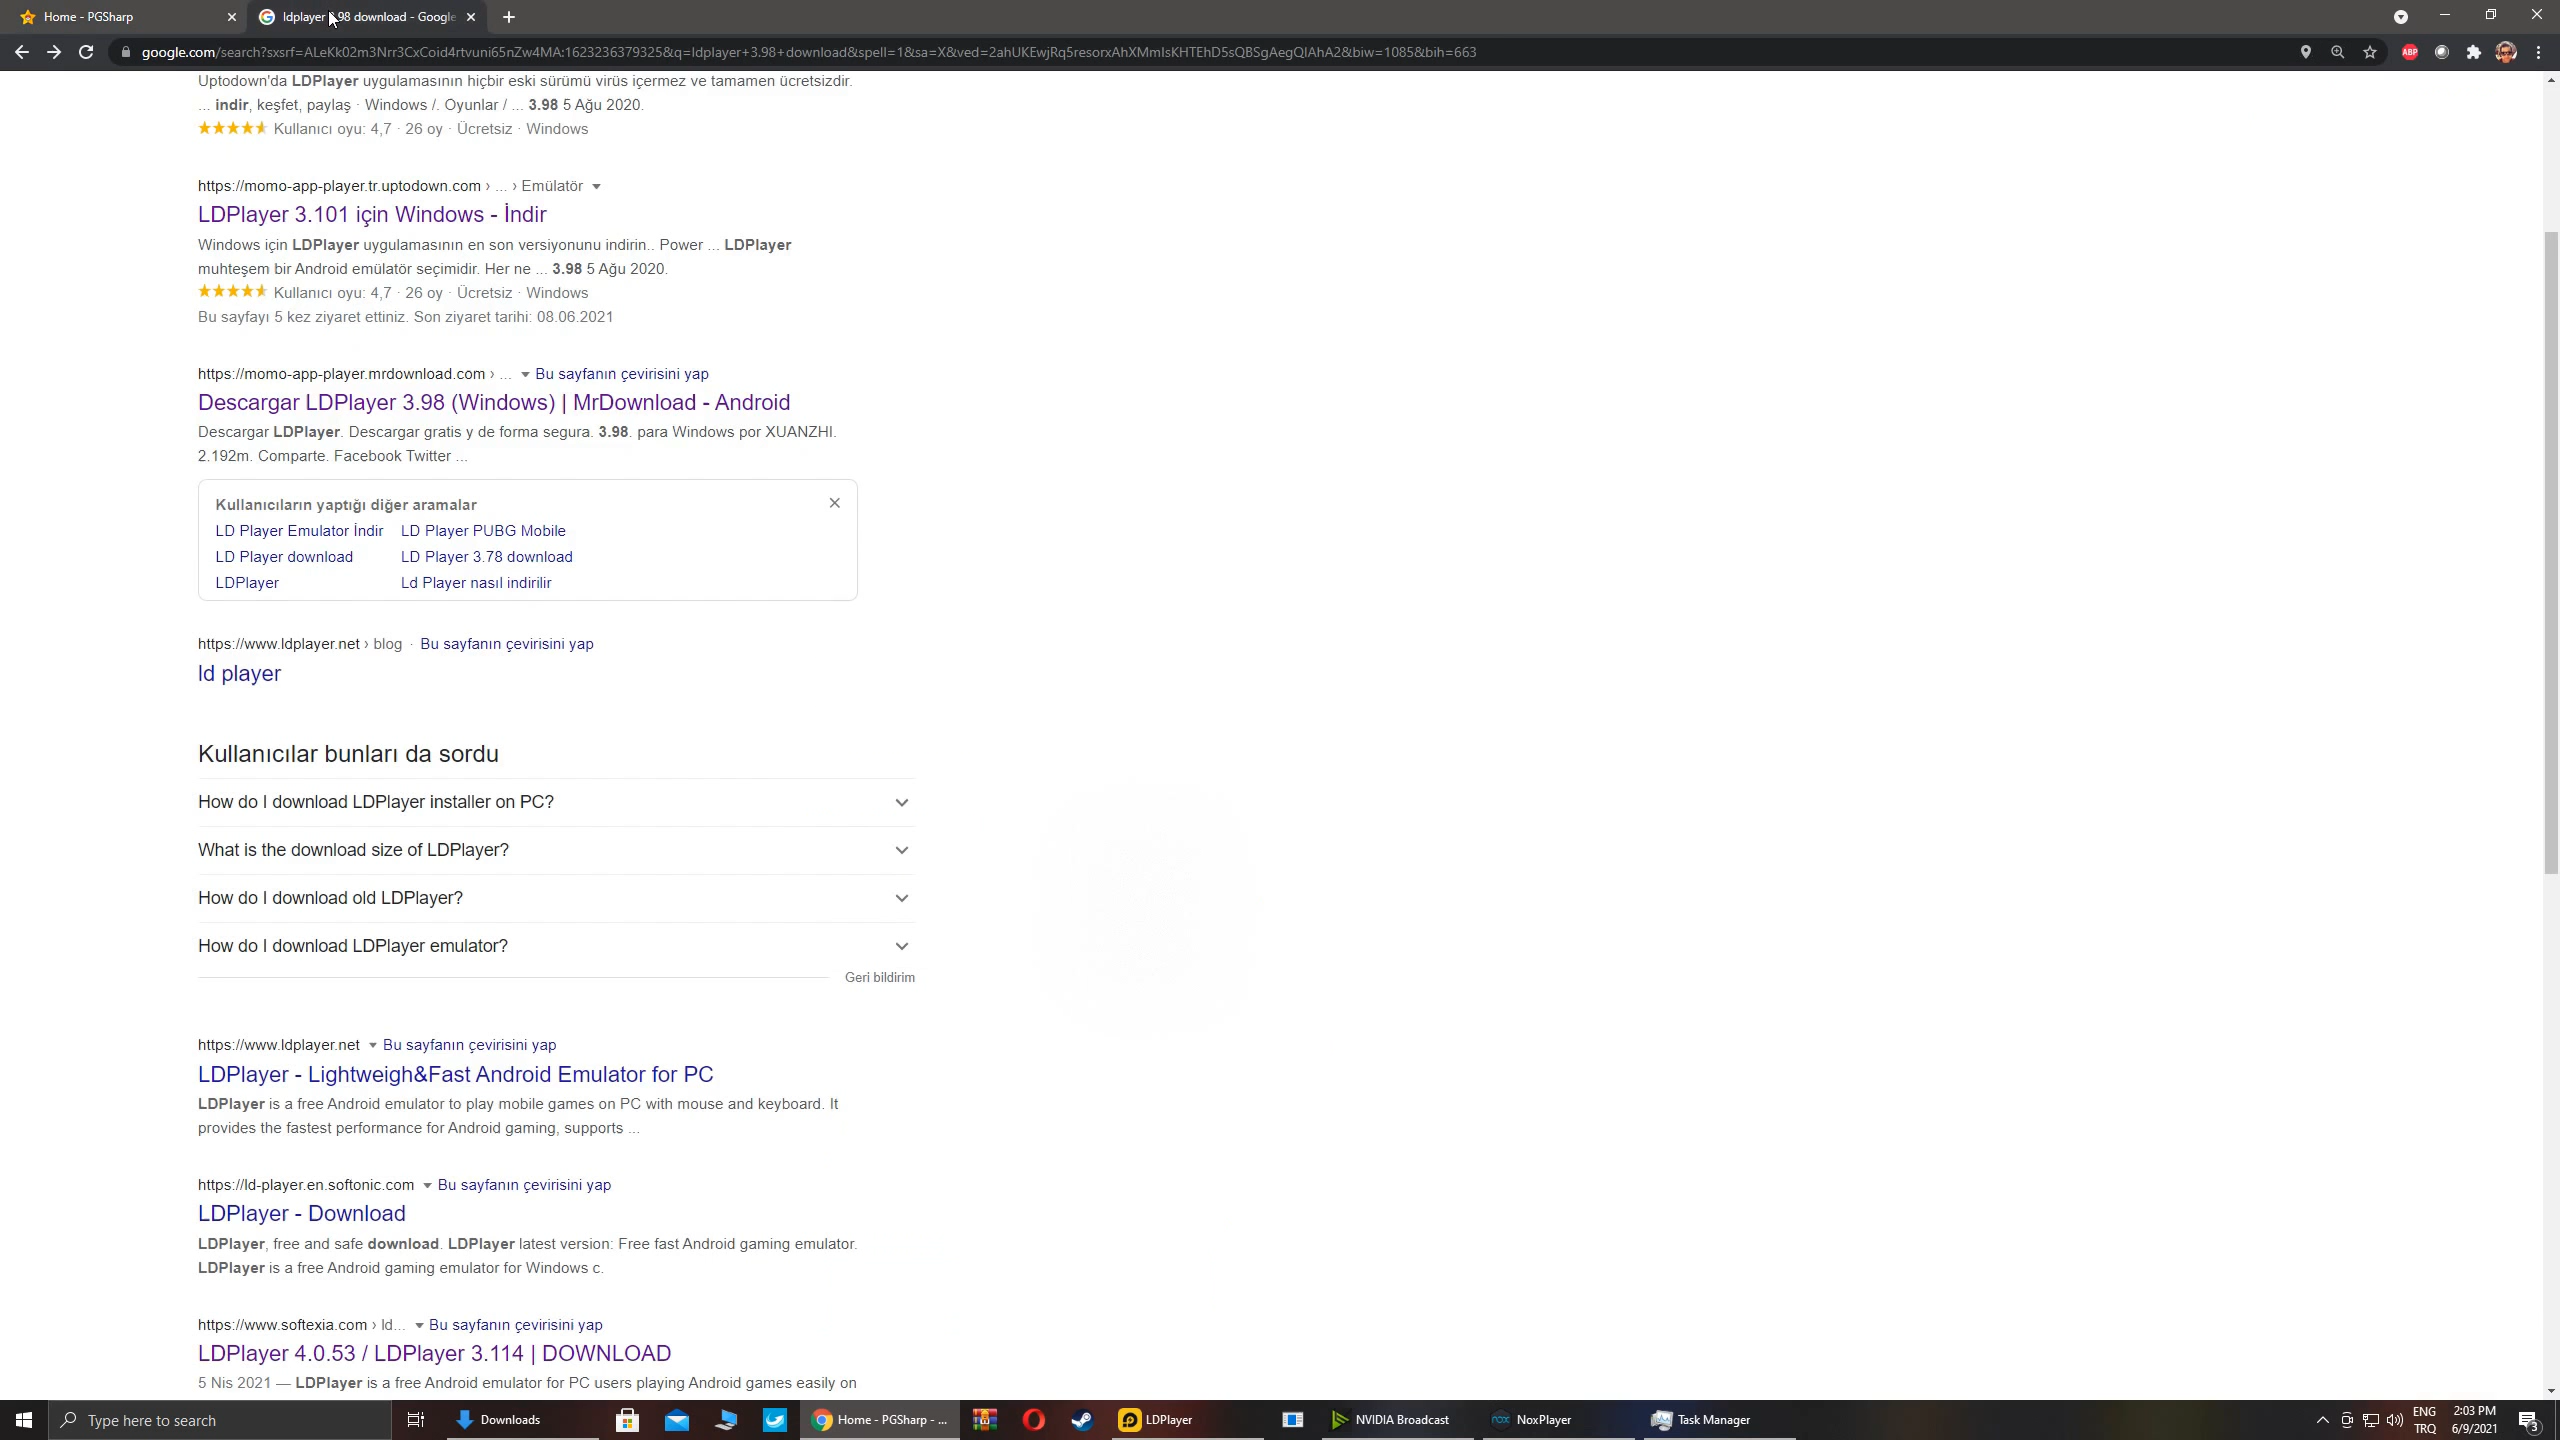 Home - PGSharp
ldplayer 3.98 download - Google
google.com/search?sxsrf=ALeKk02m3Nrr3CxCoid4rtvuni65nZw4MA:1623236379325&q=ldplayer+3.98+download&spell=1&sa=X&ved=2ahUKEwjRq5resorxAhXMmIsKHTEhD5sQBSgAegQIAhA2&biw=1085&bih=663
ABP
Uptodown'da LDPlayer uygulamasının hiçbir eski sürümü virüs içermez ve tamamen ücretsizdir.
... indir, keşfet, paylaş · Windows /. Oyunlar / ... 3.98 5 Ağu 2020.
Kullanıcı oyu: 4,7 · 26 oy · Ücretsiz · Windows
https://momo-app-player.tr.uptodown.com › ... › Emülatör
LDPlayer 3.101 için Windows - İndir
Windows için LDPlayer uygulamasının en son versiyonunu indirin.. Power ... LDPlayer
muhteşem bir Android emülatör seçimidir. Her ne ... 3.98 5 Ağu 2020.
Kullanıcı oyu: 4,7 · 26 oy · Ücretsiz · Windows
Bu sayfayı 5 kez ziyaret ettiniz. Son ziyaret tarihi: 08.06.2021
https://momo-app-player.mrdownload.com › ... Bu sayfanın çevirisini yap
Descargar LDPlayer 3.98 (Windows) | MrDownload - Android
Descargar LDPlayer. Descargar gratis y de forma segura. 3.98. para Windows por XUANZHI.
2.192m. Comparte. Facebook Twitter ...
Kullanıcıların yaptığı diğer aramalar
LD Player Emulator İndir LD Player PUBG Mobile
LD Player download LD Player 3.78 download
LDPlayer Ld Player nasıl indirilir
https://www.ldplayer.net › blog · Bu sayfanın çevirisini yap
ld player
Kullanıcılar bunları da sordu
How do I download LDPlayer installer on PC?
What is the download size of LDPlayer?
How do I download old LDPlayer?
How do I download LDPlayer emulator?
Geri bildirim
https://www.ldplayer.net Bu sayfanın çevirisini yap
LDPlayer - Lightweigh&Fast Android Emulator for PC
LDPlayer is a free Android emulator to play mobile games on PC with mouse and keyboard. It
provides the fastest performance for Android gaming, supports ...
https://ld-player.en.softonic.com Bu sayfanın çevirisini yap
LDPlayer - Download
LDPlayer, free and safe download. LDPlayer latest version: Free fast Android gaming emulator.
LDPlayer is a free Android gaming emulator for Windows c.
https://www.softexia.com › ld... Bu sayfanın çevirisini yap
LDPlayer 4.0.53 / LDPlayer 3.114 | DOWNLOAD
5 Nis 2021 — LDPlayer is a free Android emulator for PC users playing Android games easily on
Type here to search
Downloads
Home - PGSharp - ...
LDPlayer
NVIDIA Broadcast
nox NoxPlayer
Task Manager
ENG
TRQ
2:03 PM
6/9/2021
3